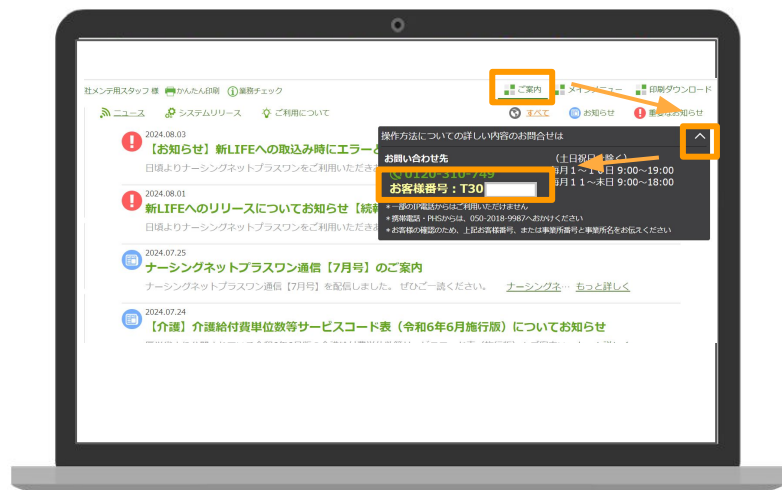 社メンテ用スタッフ 様 かんたん印刷 業務チェック ご案内 メインメニュー 印刷ダウンロード
ニュース システムリリース ご利用について すべて お知らせ 重要なお知らせ
2024.08.03
【お知らせ】新LIFEへの取込み時にエラーと
日頃よりナーシングネットプラスワンをご利用いただきあ
操作方法についての詳しい内容のお問合せは
お問い合わせ先 (土日祝日を除く)
0120-310-749 毎月1~10日 9:00~19:00
お客様番号:T30 毎月11~末日 9:00~18:00
*一部のIP電話からはご利用いただけません
*携帯電話・PHSからは、050-2018-9987へおかけください
*お客様の確認のため、上記お客様番号、または事業所番号と事業所名をお伝えください
2024.08.01
新LIFEへのリリースについてお知らせ【続報
日頃よりナーシングネットプラスワンをご利用いただきあ
2024.07.25
ナーシングネットプラスワン通信【7月号】のご案内
ナーシングネットプラスワン通信【7月号】を配信しました。 ぜひご一読ください。 ナーシングネ… もっと詳しく
2024.07.24
【介護】介護給付費単位数等サービスコード表(令和6年6月施行版)についてお知らせ